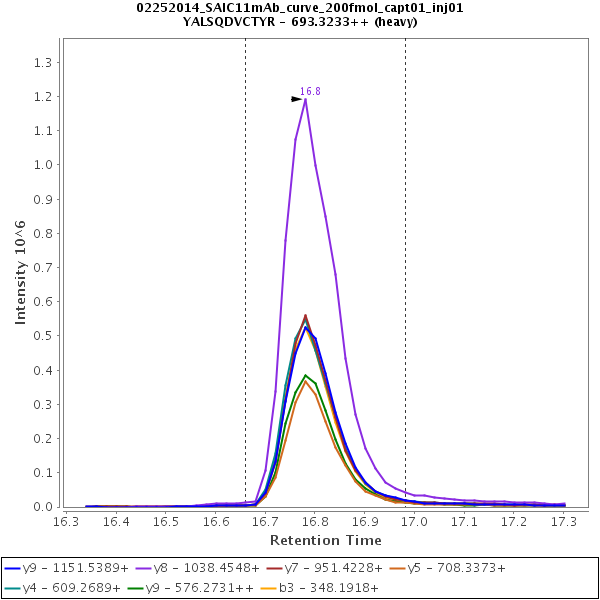 02252014_SAIC11mAb_curve_200fmol_capt01_inj01
YALSQDVCTYR - 693.3233++ (heavy)
16.8
1.3
1.2
1.1
1.0
0.9
0.8
0.7
0.6
0.5
0.4
0.3
0.2
0.1
0.0
Intensity 10^6
16.3 16.4 16.5 16.6 16.7 16.8 16.9 17.0 17.1 17.2 17.3
Retention Time
y9 - 1151.5389+ y8 - 1038.4548+ y7 - 951.4228+ y5 - 708.3373+
y4 - 609.2689+ y9 - 576.2731++ b3 - 348.1918+